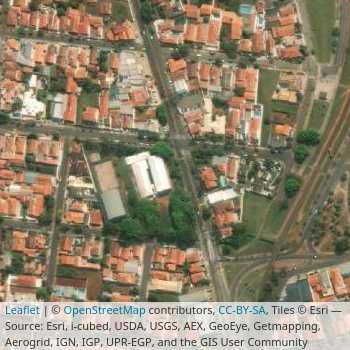 Leaflet | © OpenStreetMap contributors, CC-BY-SA, Tiles © Esri —
Source: Esri, i-cubed, USDA, USGS, AEX, GeoEye, Getmapping,
Aerogrid, IGN, IGP, UPR-EGP, and the GIS User Community